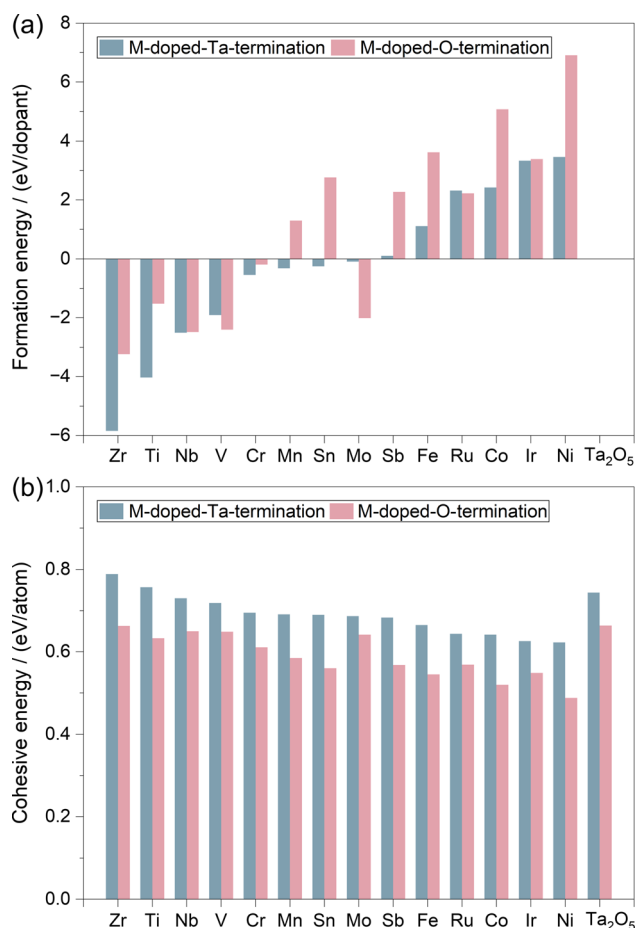 (a)
M-doped-Ta-termination M-doped-O-termination
Formation energy / (eV/dopant)
8
6
4
2
0
−2
−4
−6
Zr Ti Nb V Cr Mn Sn Mo Sb Fe Ru Co Ir Ni Ta₂O₅
(b)
M-doped-Ta-termination M-doped-O-termination
Cohesive energy / (eV/atom)
1.0
0.8
0.6
0.4
0.2
0.0
Zr Ti Nb V Cr Mn Sn Mo Sb Fe Ru Co Ir Ni Ta₂O₅